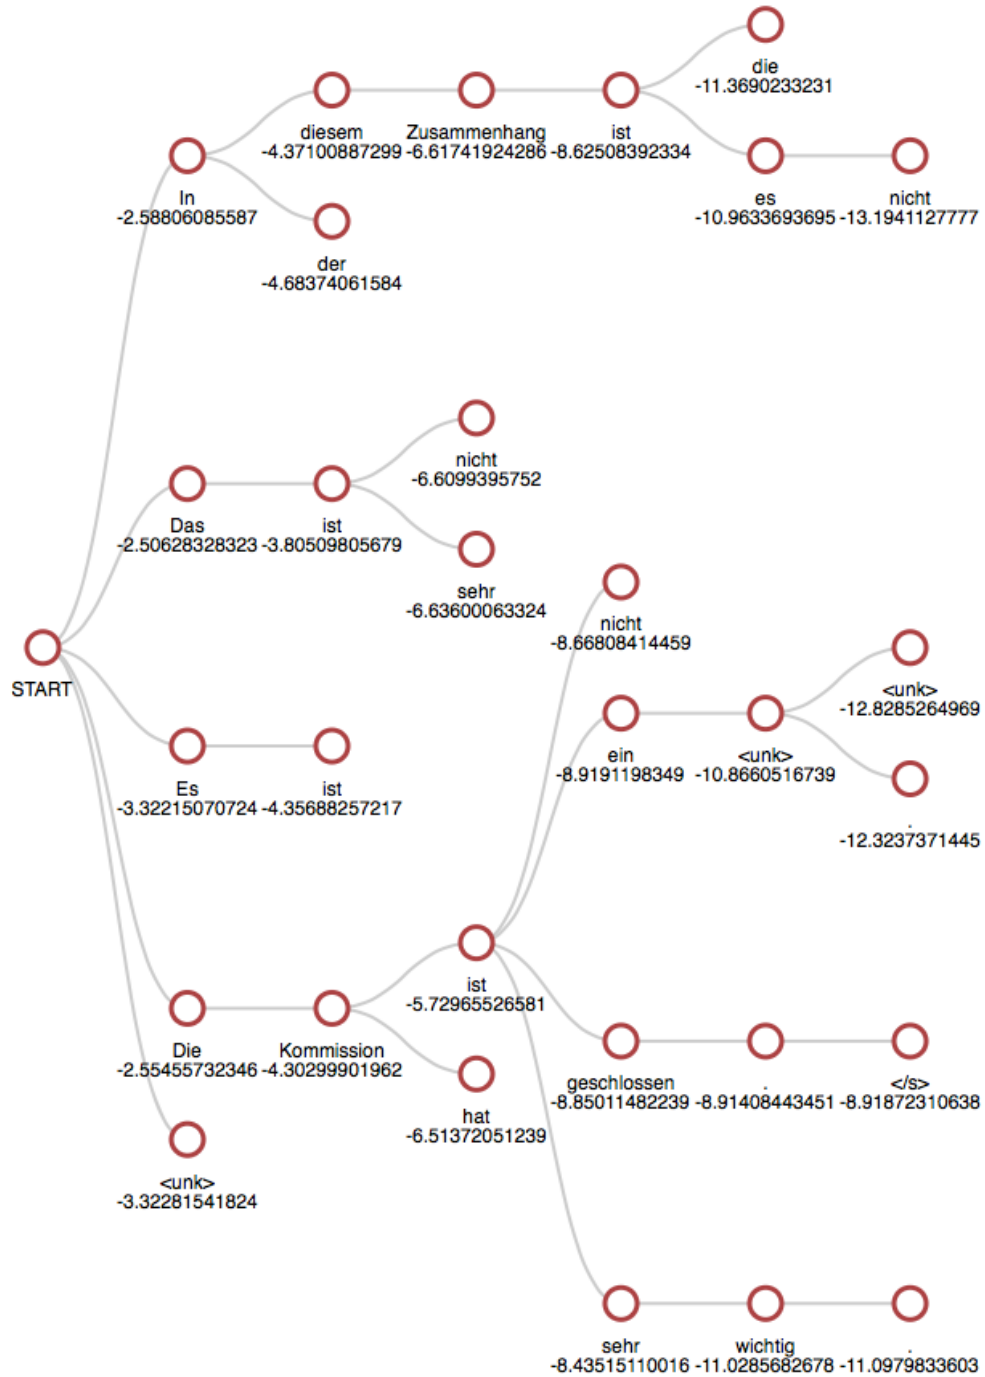 die
-11.3690233231
diesem Zusammenhang ist
-4.37100887299 -6.61741924286 -8.62508392334
In es nicht
-2.58806085587 -10.9633693695 -13.1941127777
der
-4.68374061584
nicht
-6.6099395752
Das ist
-2.50628328323 -3.80509805679
sehr
-6.63600063324
nicht
-8.66808414459
START <unk>
-12.8285264969
ein <unk>
-8.9191198349 -10.8660516739
Es ist
-3.32215070724 -4.35688257217
.
-12.3237371445
ist
-5.72965526581
Die Kommission
-2.55455732346 -4.30299901962
geschlossen . </s>
-8.85011482239 -8.91408443451 -8.91872310638
hat
-6.51372051239
<unk>
-3.32281541824
sehr wichtig .
-8.43515110016 -11.0285682678 -11.0979833603